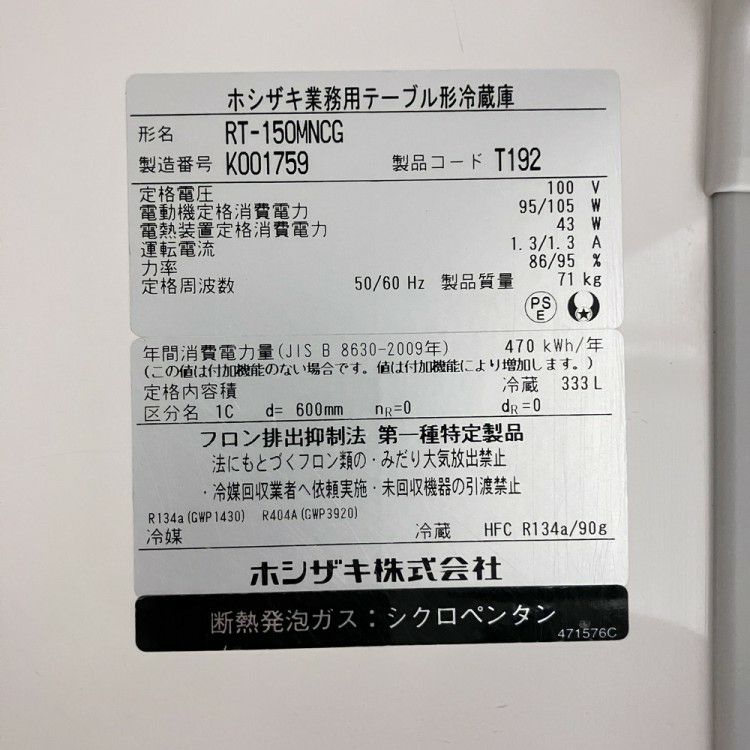 ホシザキ業務用テーブル形冷蔵庫
形名 RT-150MNCG
製造番号 K001759 製品コード T192
定格電圧 100 V
電動機定格消費電力 95/105 W
電熱装置定格消費電力 43 W
運転電流 1.3/1.3 A
力率 86/95 %
定格周波数 50/60 Hz 製品質量 71 kg
PS
E
年間消費電力量(JIS B 8630-2009年) 470 kWh/年
(この値は付加機能のない場合です。値は付加機能により増加します。)
定格内容積 冷蔵 333L
区分名 1C d= 600mm nR=0 dR=0
フロン排出抑制法 第一種特定製品
法にもとづくフロン類の・みだり大気放出禁止
・冷媒回収業者へ依頼実施・未回収機器の引渡禁止
R134a(GWP1430) R404A(GWP3920)
冷媒 冷蔵 HFC R134a/90g
ホシザキ株式会社
断熱発泡ガス：シクロペンタン
471576C